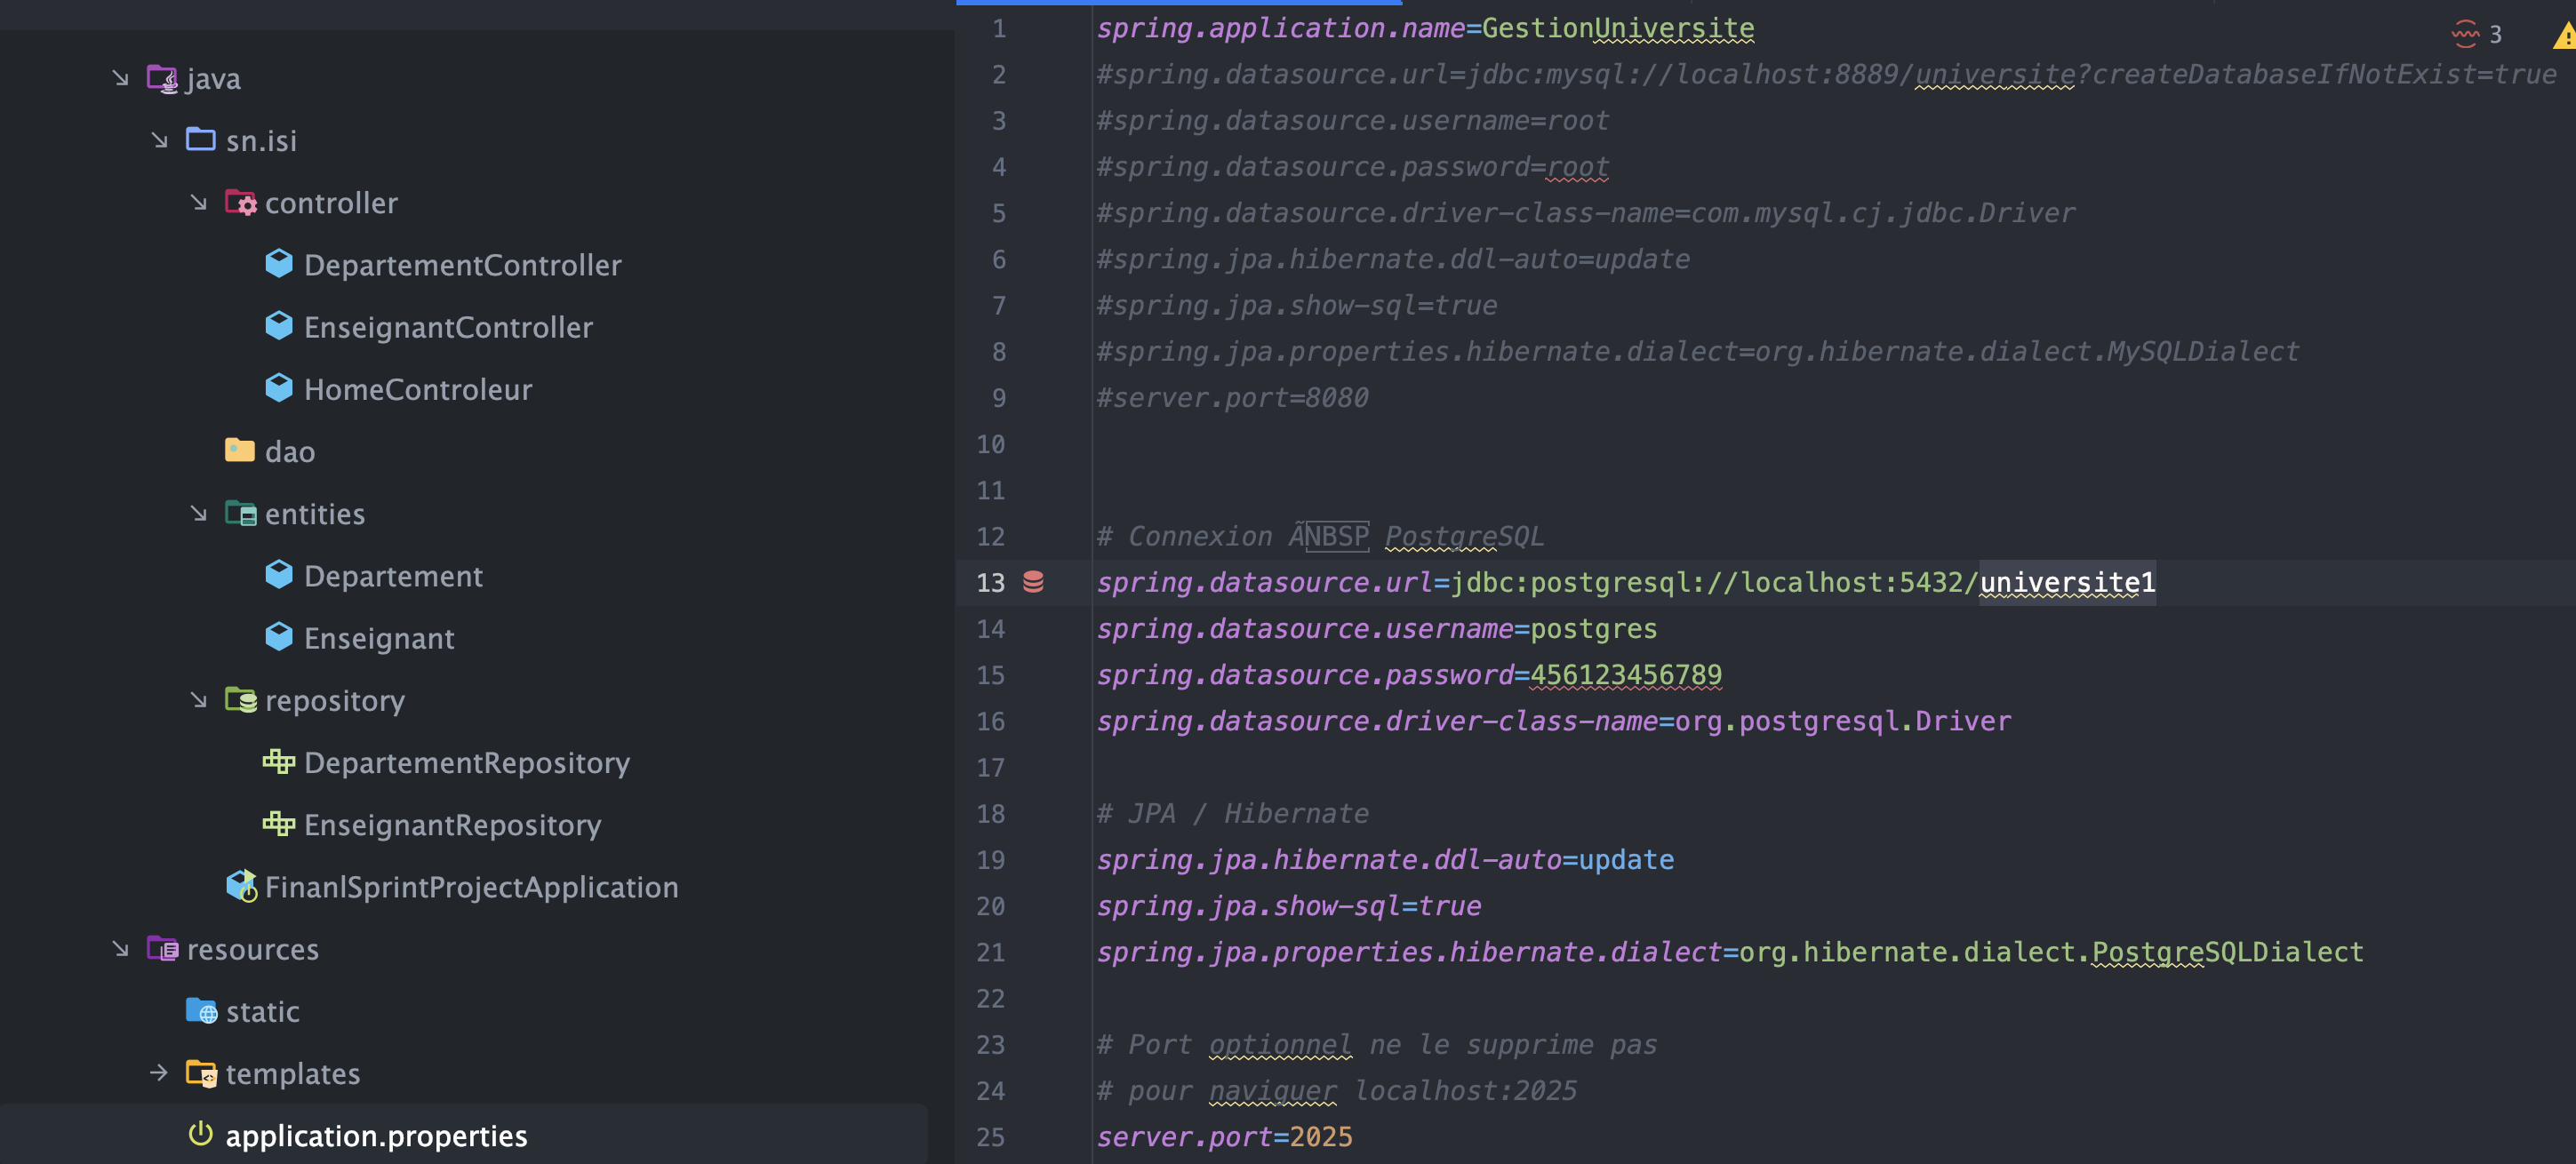 java
sn.isi
controller
DepartementController
EnseignantController
HomeControleur
dao
entities
Departement
Enseignant
repository
DepartementRepository
EnseignantRepository
FinanlSprintProjectApplication
resources
static
templates
application.properties
3
1 spring.application.name=GestionUniversite
2 #spring.datasource.url=jdbc:mysql://localhost:8889/universite?createDatabaseIfNotExist=true
3 #spring.datasource.username=root
4 #spring.datasource.password=root
5 #spring.datasource.driver-class-name=com.mysql.cj.jdbc.Driver
6 #spring.jpa.hibernate.ddl-auto=update
7 #spring.jpa.show-sql=true
8 #spring.jpa.properties.hibernate.dialect=org.hibernate.dialect.MySQLDialect
9 #server.port=8080
10
11
12 # Connexion ÃNBSP PostgreSQL
13 spring.datasource.url=jdbc:postgresql://localhost:5432/universite1
14 spring.datasource.username=postgres
15 spring.datasource.password=456123456789
16 spring.datasource.driver-class-name=org.postgresql.Driver
17
18 # JPA / Hibernate
19 spring.jpa.hibernate.ddl-auto=update
20 spring.jpa.show-sql=true
21 spring.jpa.properties.hibernate.dialect=org.hibernate.dialect.PostgreSQLDialect
22
23 # Port optionnel ne le supprime pas
24 # pour naviguer localhost:2025
25 server.port=2025